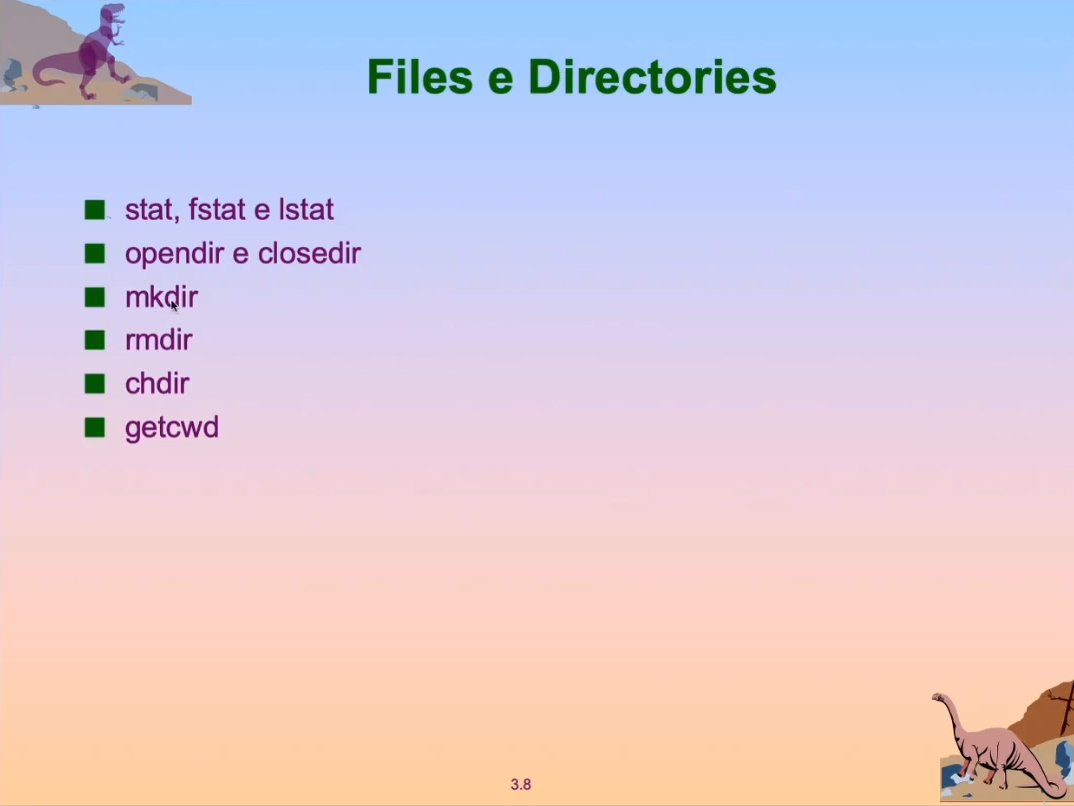 Files e Directories
stat, fstat e lstat
opendir e closedir
mkdir
rmdir
chdir
getcwd
3.8